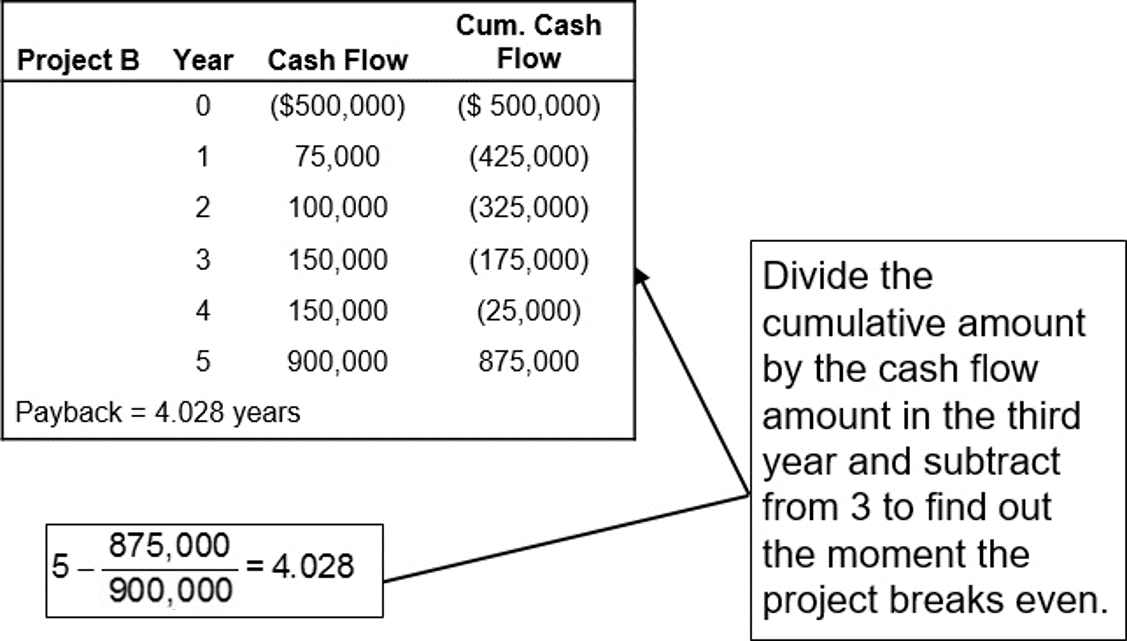 Project B Year Cash Flow Cum. Cash Flow
0 ($500,000) ($ 500,000)
1 75,000 (425,000)
2 100,000 (325,000)
3 150,000 (175,000)
4 150,000 (25,000)
5 900,000 875,000
Payback = 4.028 years
Divide the
cumulative amount
by the cash flow
amount in the third
year and subtract
from 3 to find out
the moment the
project breaks even.
5 – 875,000 / 900,000 = 4.028